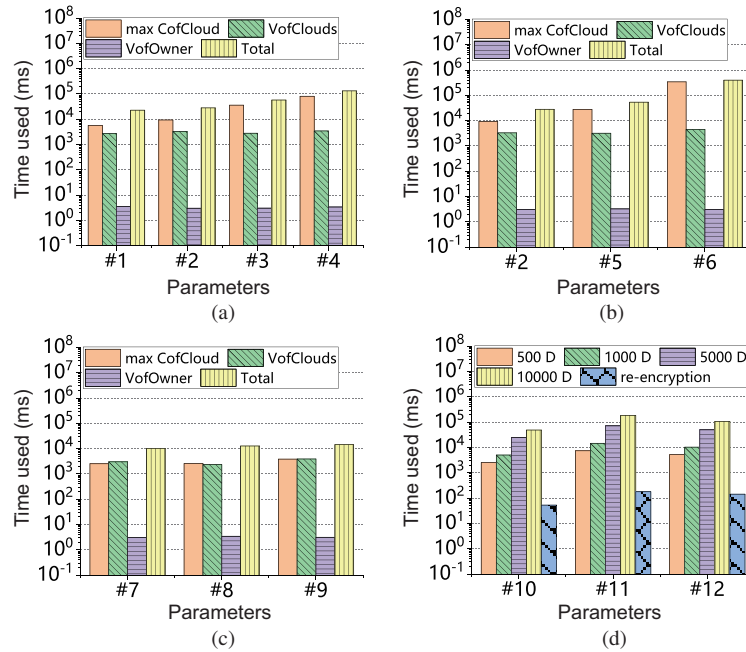 max CofCloud VofClouds
VofOwner Total
Time used (ms)
10^8
10^7
10^6
10^5
10^4
10^3
10^2
10^1
10^0
10^-1
#1 #2 #3 #4
Parameters
(a)
max CofCloud VofClouds
VofOwner Total
Time used (ms)
10^8
10^7
10^6
10^5
10^4
10^3
10^2
10^1
10^0
10^-1
#2 #5 #6
Parameters
(b)
max CofCloud VofClouds
VofOwner Total
Time used (ms)
10^8
10^7
10^6
10^5
10^4
10^3
10^2
10^1
10^0
10^-1
#7 #8 #9
Parameters
(c)
500 D 1000 D 5000 D
10000 D re-encryption
Time used (ms)
10^8
10^7
10^6
10^5
10^4
10^3
10^2
10^1
10^0
10^-1
#10 #11 #12
Parameters
(d)